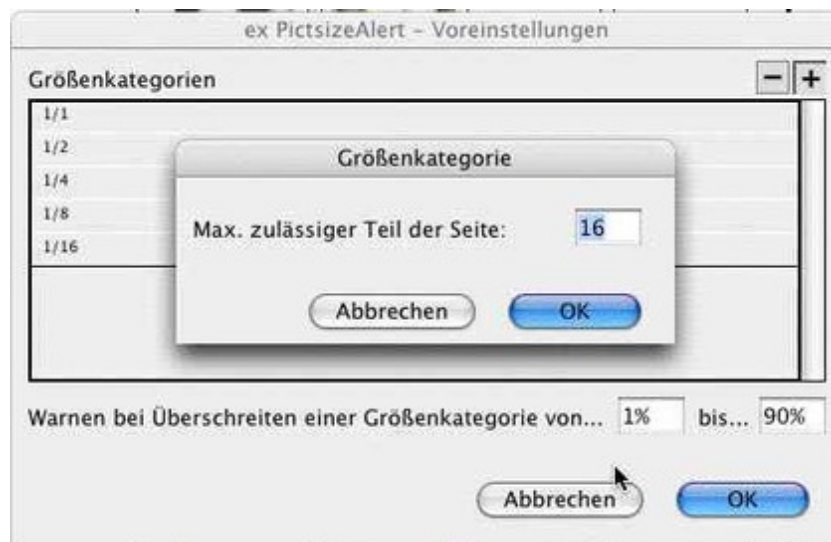 ex PictsizeAlert – Voreinstellungen
Größenkategorien
− +
1/1
1/2
1/4
1/8
1/16
Größenkategorie
Max. zulässiger Teil der Seite: 16
Abbrechen OK
Warnen bei Überschreiten einer Größenkategorie von... 1% bis... 90%
Abbrechen OK